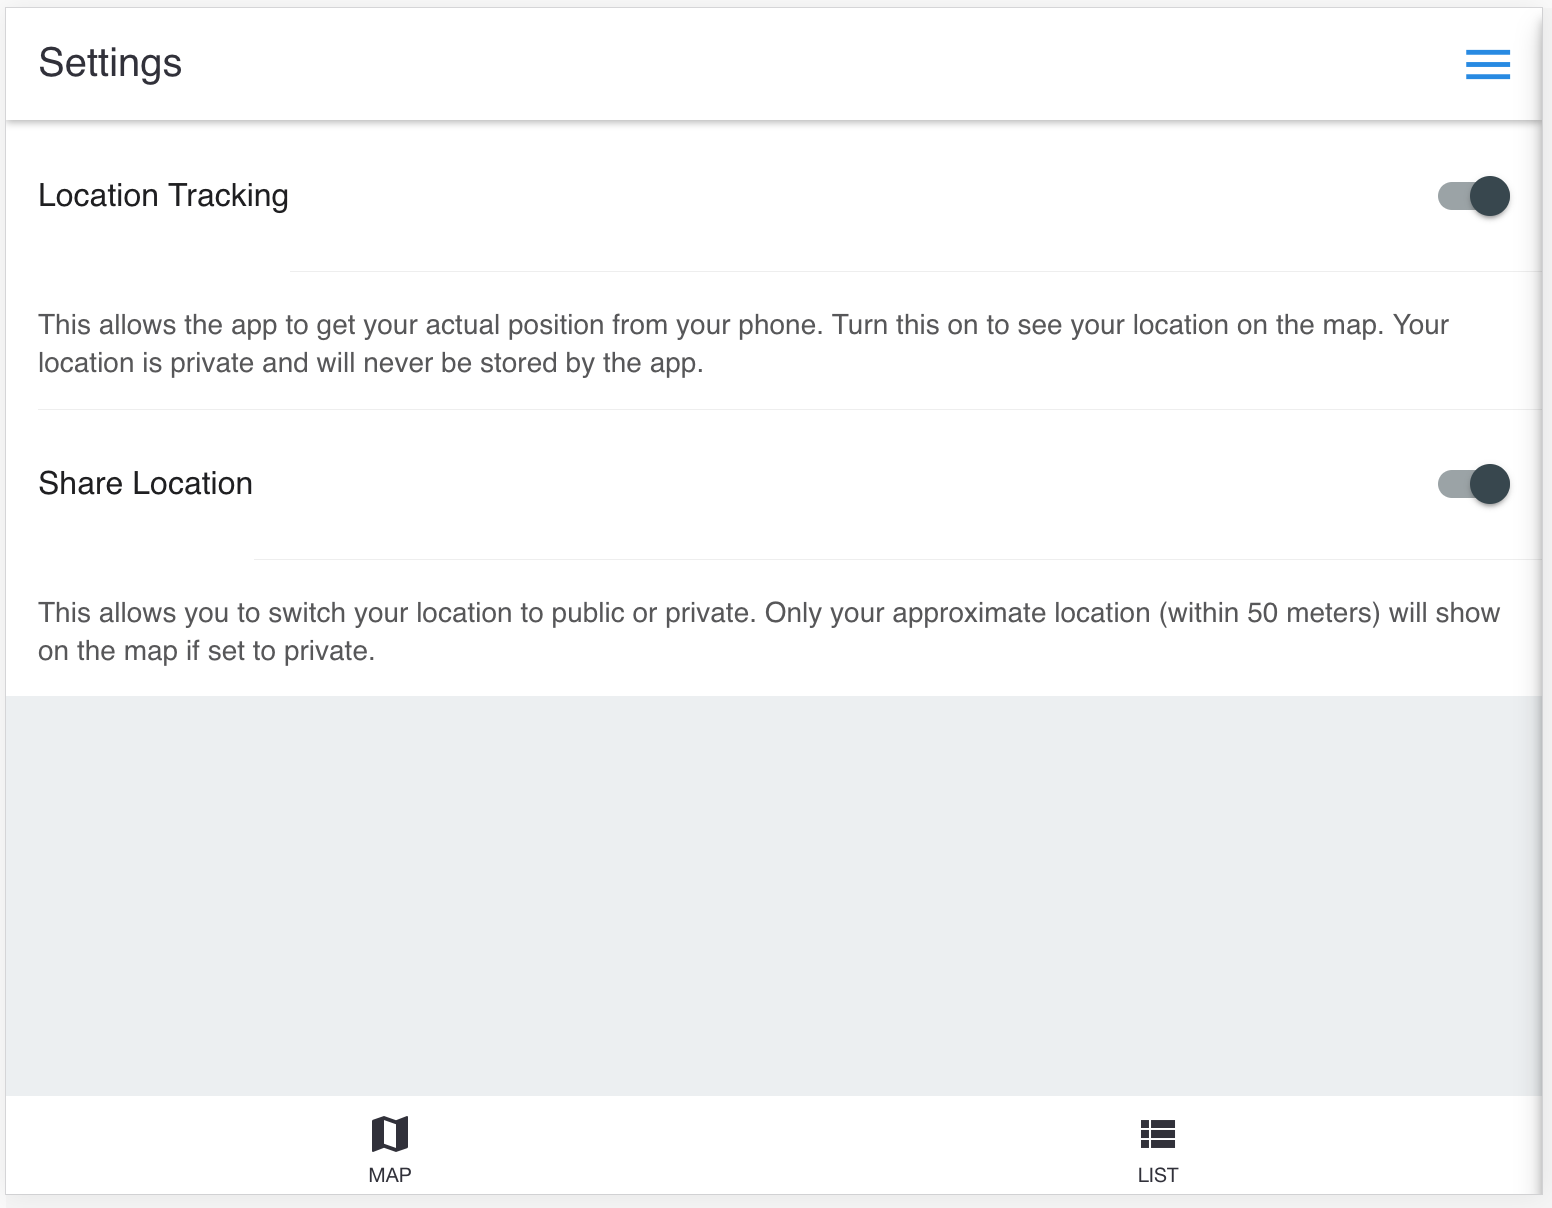 Settings
Location Tracking
This allows the app to get your actual position from your phone. Turn this on to see your location on the map. Your
location is private and will never be stored by the app.
Share Location
This allows you to switch your location to public or private. Only your approximate location (within 50 meters) will show
on the map if set to private.
MAP
LIST